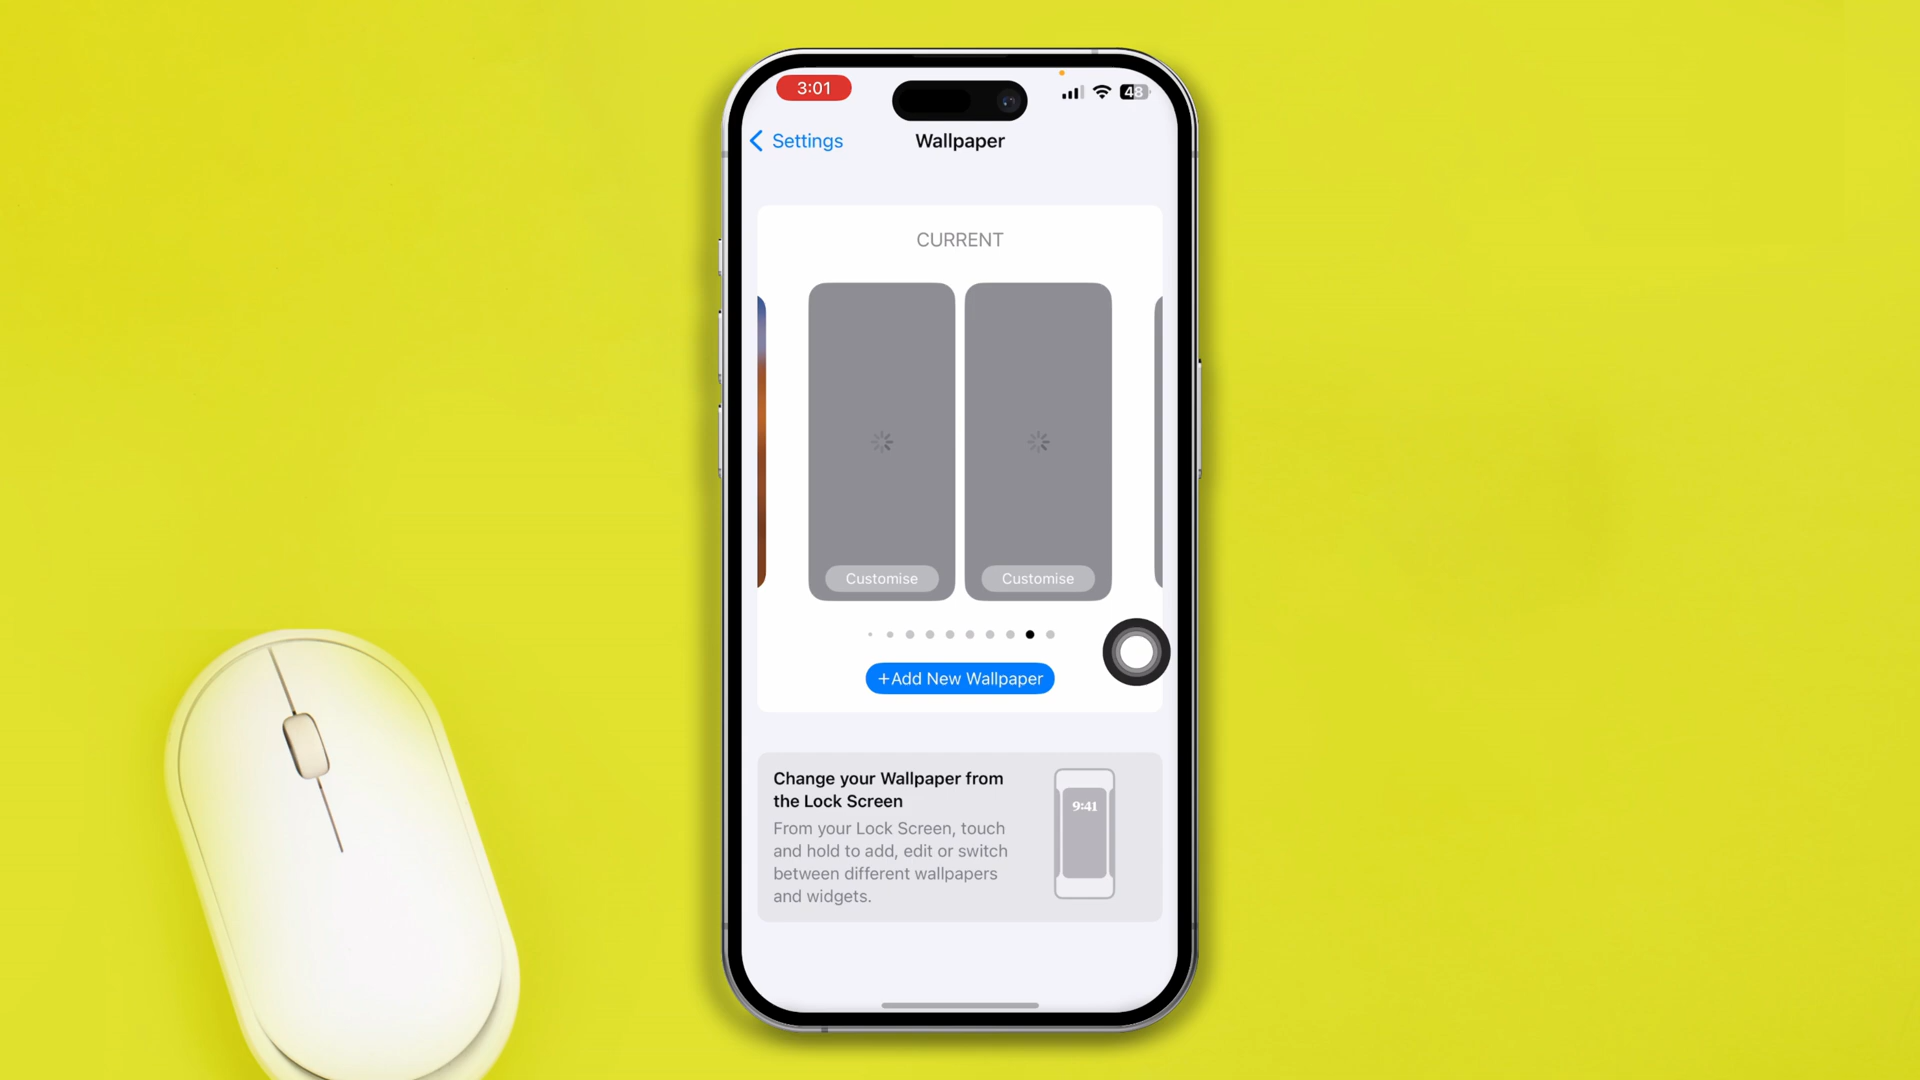 3:01
48
Settings
Wallpaper
CURRENT
Customise
Customise
+Add New Wallpaper
Change your Wallpaper from
the Lock Screen
From your Lock Screen, touch
and hold to add, edit or switch
between different wallpapers
and widgets.
9:41